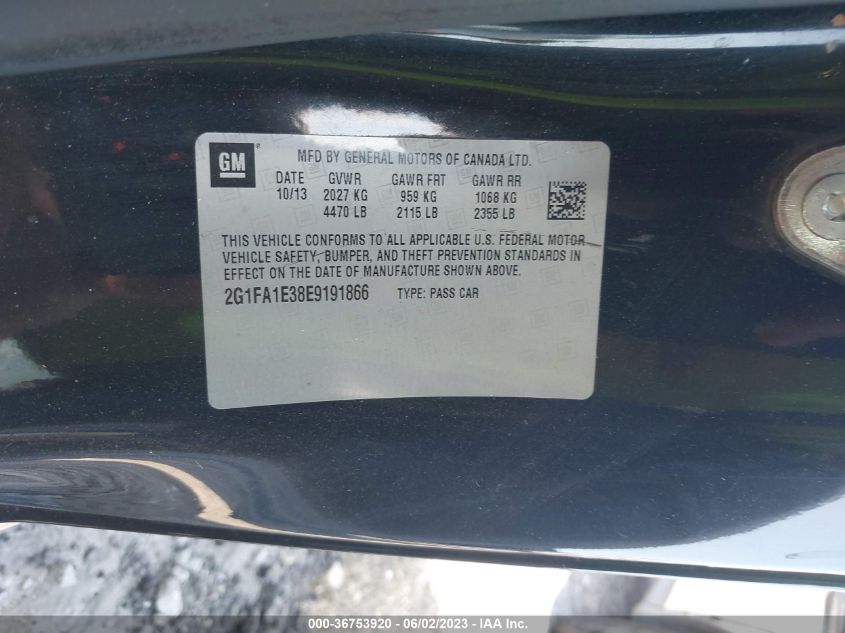 GM ®
MFD BY GENERAL MOTORS OF CANADA LTD.
DATE GVWR GAWR FRT GAWR RR
10/13 2027 KG 959 KG 1068 KG
4470 LB 2115 LB 2355 LB
THIS VEHICLE CONFORMS TO ALL APPLICABLE U.S. FEDERAL MOTOR
VEHICLE SAFETY, BUMPER, AND THEFT PREVENTION STANDARDS IN
EFFECT ON THE DATE OF MANUFACTURE SHOWN ABOVE.
2G1FA1E38E9191866 TYPE: PASS CAR
000-36753920 - 06/02/2023 - IAA Inc.